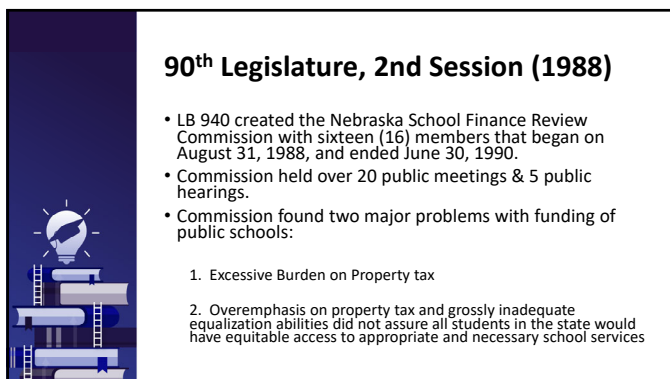 90th Legislature, 2nd Session (1988)
• LB 940 created the Nebraska School Finance Review
Commission with sixteen (16) members that began on
August 31, 1988, and ended June 30, 1990.
• Commission held over 20 public meetings & 5 public
hearings.
• Commission found two major problems with funding of
public schools:
1. Excessive Burden on Property tax
2. Overemphasis on property tax and grossly inadequate
equalization abilities did not assure all students in the state would
have equitable access to appropriate and necessary school services